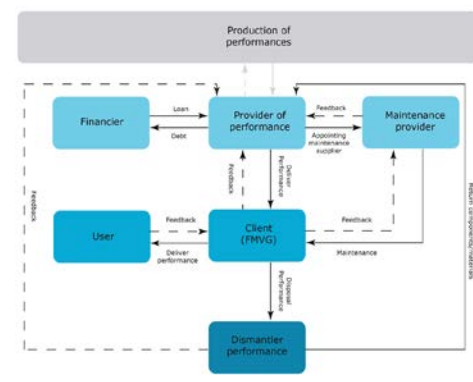 Production of
performances
Financier
Loan
Debt
Provider of
performance
Feedback
Appointing
maintenance
supplier
Maintenance
provider
Feedback
Feedback
Deliver
Performance
Return components/materials
User
Feedback
Deliver
performance
Client
(FMVG)
Feedback
Maintenance
Disposal
Performance
Dismantler
performance